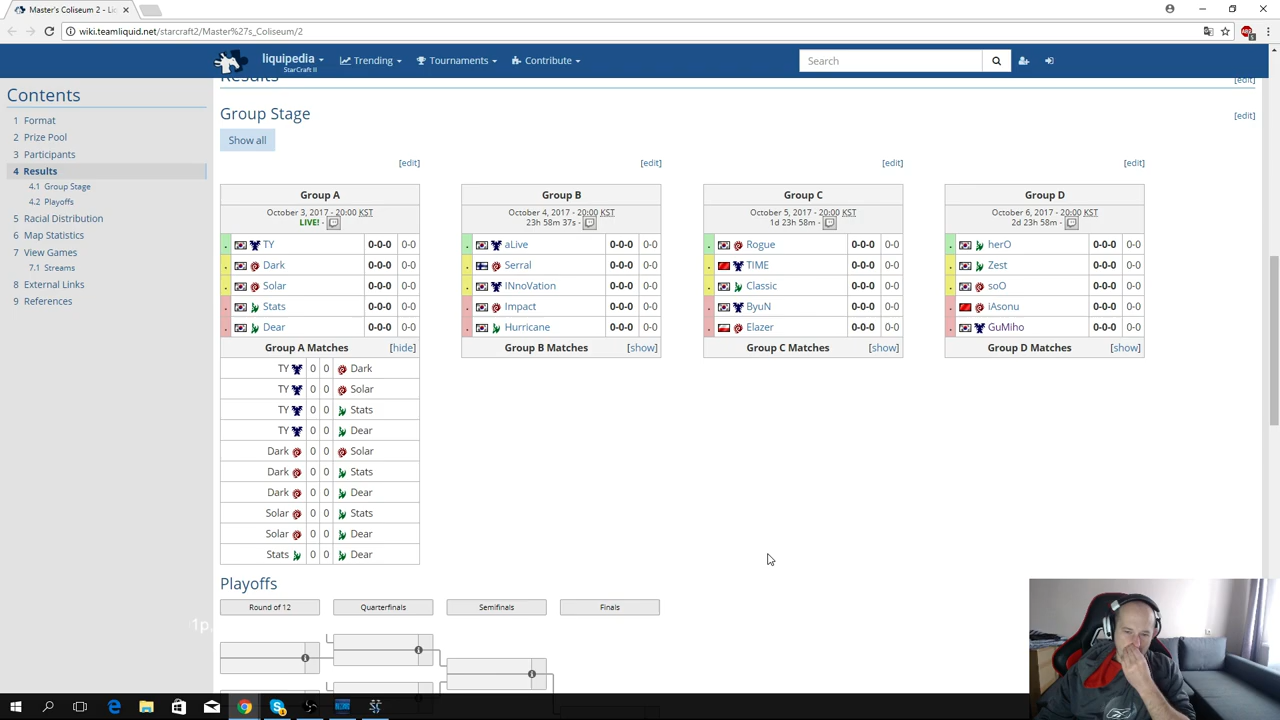 Master's Coliseum 2 - Li
wiki.teamliquid.net/starcraft2/Master%27s_Coliseum/2
liquipedia
StarCraft II
Trending
Tournaments
Contribute
Search
Contents
1 Format
2 Prize Pool
3 Participants
4 Results
4.1 Group Stage
4.2 Playoffs
5 Racial Distribution
6 Map Statistics
7 View Games
7.1 Streams
8 External Links
9 References
Results [edit]
Group Stage [edit]
Show all
[edit] [edit] [edit] [edit]
Group A
October 3, 2017 - 20:00 KST
LIVE! -
. TY 0-0-0 0-0
. Dark 0-0-0 0-0
. Solar 0-0-0 0-0
. Stats 0-0-0 0-0
. Dear 0-0-0 0-0
Group A Matches [hide]
TY 0 0 Dark
TY 0 0 Solar
TY 0 0 Stats
TY 0 0 Dear
Dark 0 0 Solar
Dark 0 0 Stats
Dark 0 0 Dear
Solar 0 0 Stats
Solar 0 0 Dear
Stats 0 0 Dear
Group B
October 4, 2017 - 20:00 KST
23h 58m 37s -
. aLive 0-0-0 0-0
. Serral 0-0-0 0-0
. INnoVation 0-0-0 0-0
. Impact 0-0-0 0-0
. Hurricane 0-0-0 0-0
Group B Matches [show]
Group C
October 5, 2017 - 20:00 KST
1d 23h 58m -
. Rogue 0-0-0 0-0
. TIME 0-0-0 0-0
. Classic 0-0-0 0-0
. ByuN 0-0-0 0-0
. Elazer 0-0-0 0-0
Group C Matches [show]
Group D
October 6, 2017 - 20:00 KST
2d 23h 58m -
. herO 0-0-0 0-0
. Zest 0-0-0 0-0
. soO 0-0-0 0-0
. iAsonu 0-0-0 0-0
. GuMiho 0-0-0 0-0
Group D Matches [show]
Playoffs
Round of 12 Quarterfinals Semifinals Finals
1p.